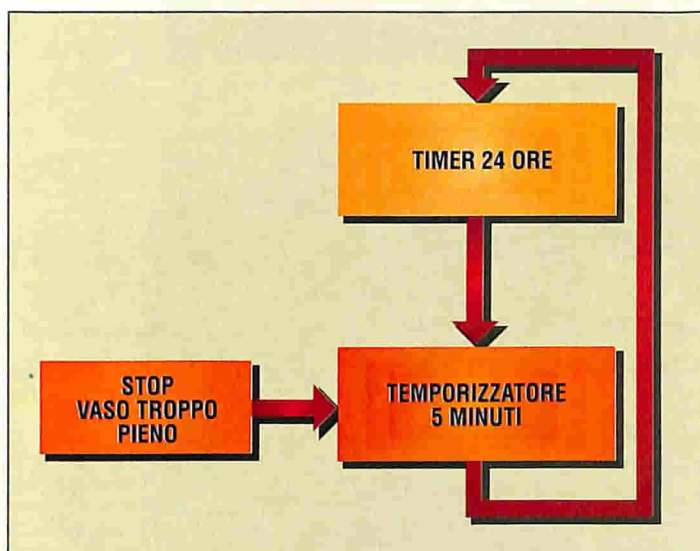 TIMER 24 ORE
STOP
VASO TROPPO
PIENO
TEMPORIZZATORE
5 MINUTI